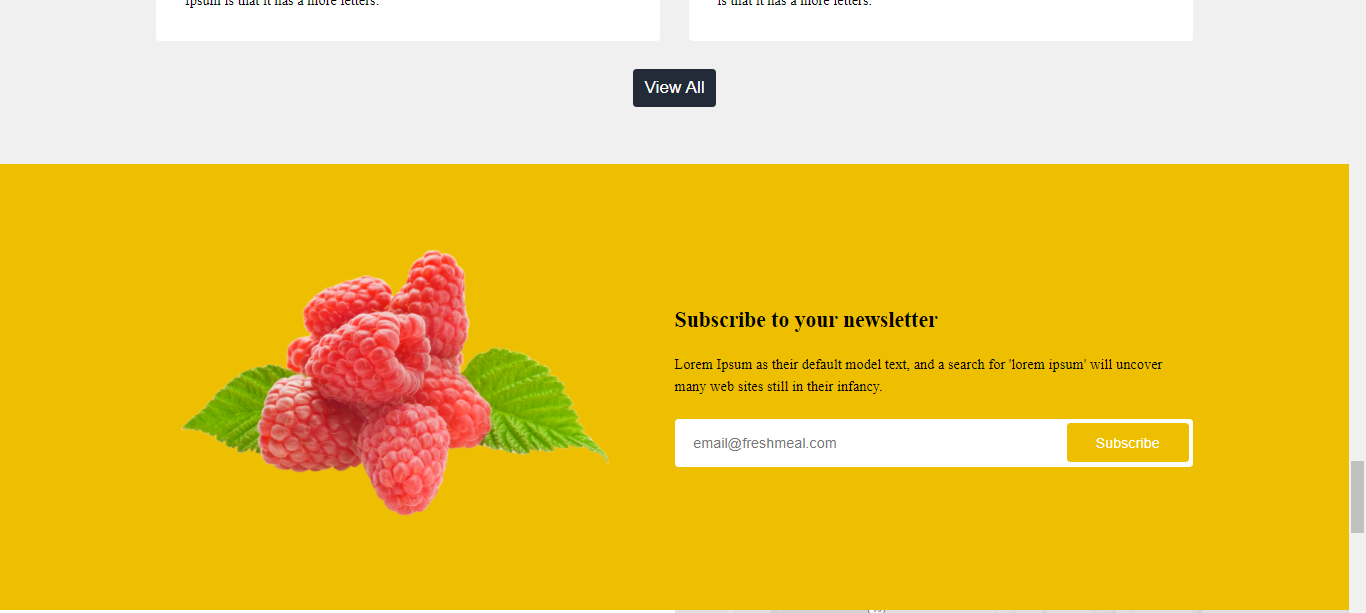 Ipsum is that it has a more letters.
is that it has a more letters.
View All
Subscribe to your newsletter
Lorem Ipsum as their default model text, and a search for 'lorem ipsum' will uncover
many web sites still in their infancy.
email@freshmeal.com
Subscribe